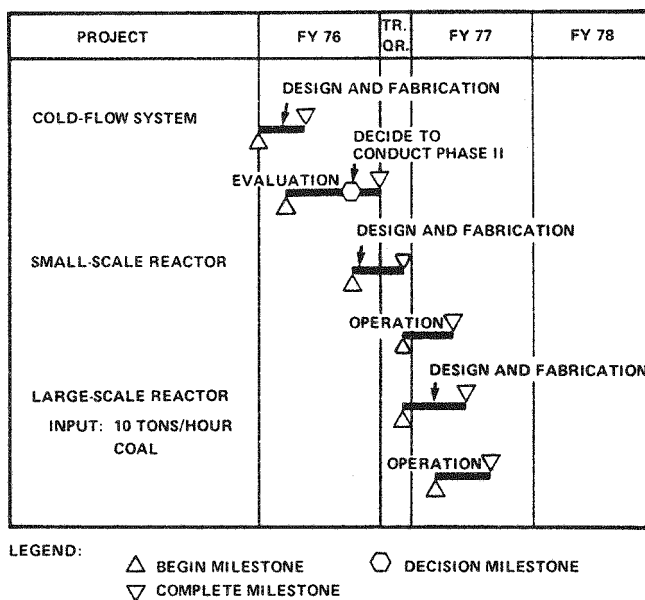 PROJECT
FY 76
TR.
QR.
FY 77
FY 78
DESIGN AND FABRICATION
COLD-FLOW SYSTEM
DECIDE TO
CONDUCT PHASE II
EVALUATION
DESIGN AND FABRICATION
SMALL-SCALE REACTOR
OPERATION
DESIGN AND FABRICATION
LARGE-SCALE REACTOR
INPUT: 10 TONS/HOUR
COAL
OPERATION
LEGEND:
BEGIN MILESTONE
DECISION MILESTONE
COMPLETE MILESTONE